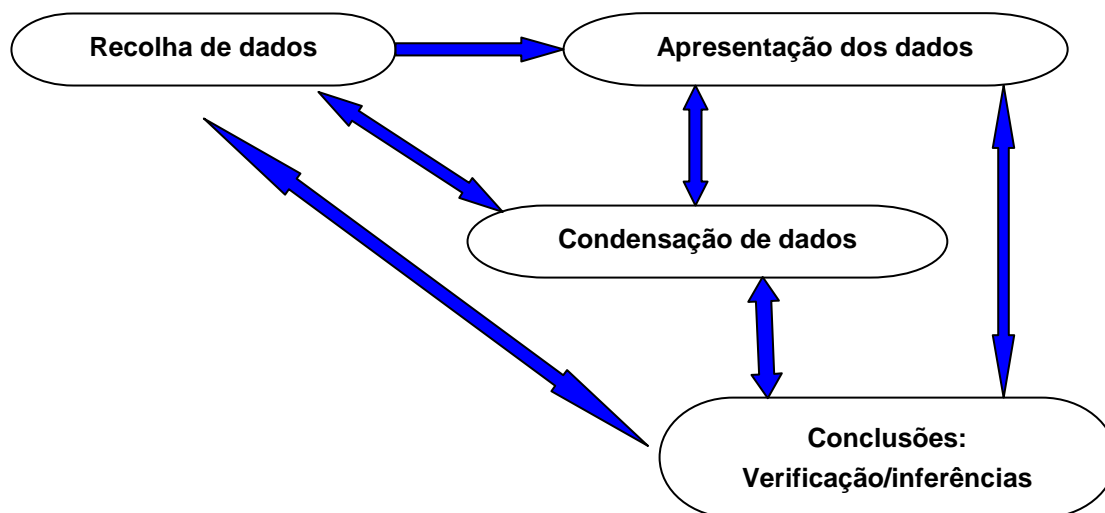 Recolha de dados
Apresentação dos dados
Condensação de dados
Conclusões:
Verificação/inferências